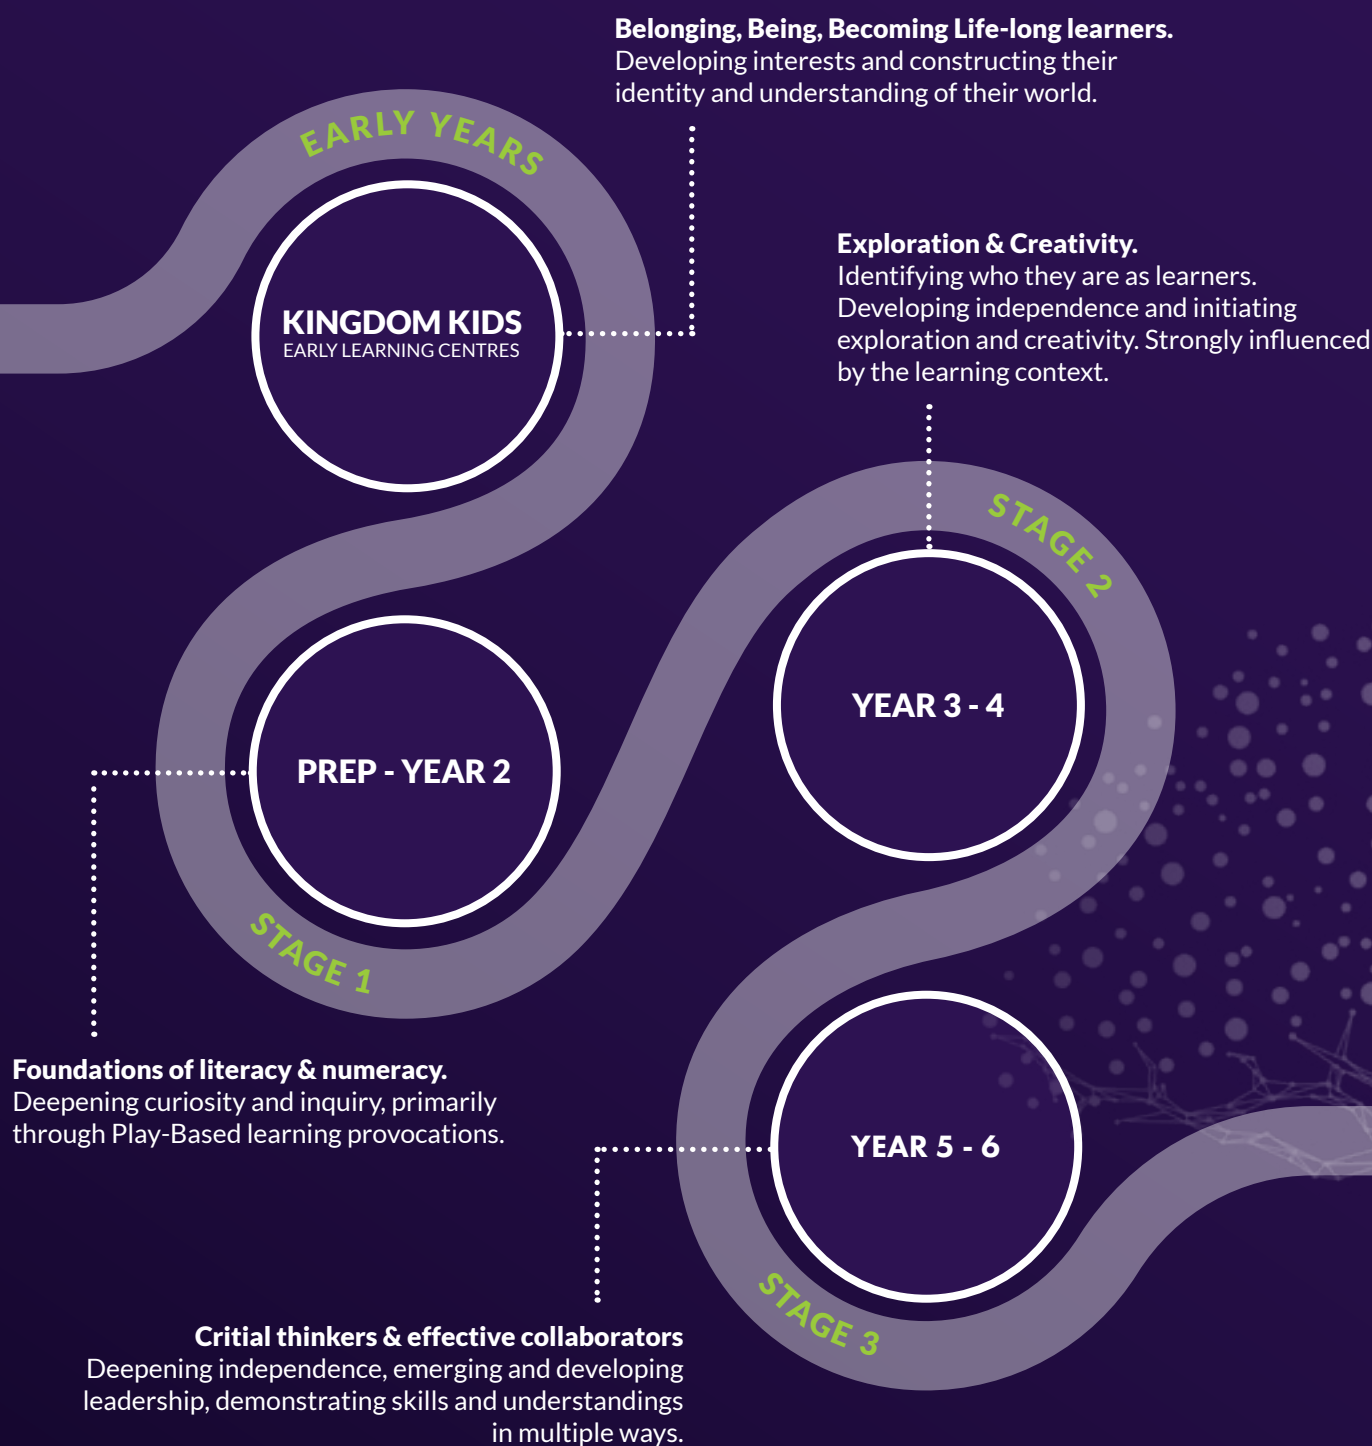 Belonging, Being, Becoming Life-long learners.
Developing interests and constructing their
identity and understanding of their world.
EARLY YEARS
KINGDOM KIDS
EARLY LEARNING CENTRES
Exploration & Creativity.
Identifying who they are as learners.
Developing independence and initiating
exploration and creativity. Strongly influenced
by the learning context.
STAGE 2
YEAR 3 - 4
PREP - YEAR 2
STAGE 1
Foundations of literacy & numeracy.
Deepening curiosity and inquiry, primarily
through Play-Based learning provocations.
YEAR 5 - 6
STAGE 3
Critial thinkers & effective collaborators
Deepening independence, emerging and developing
leadership, demonstrating skills and understandings
in multiple ways.